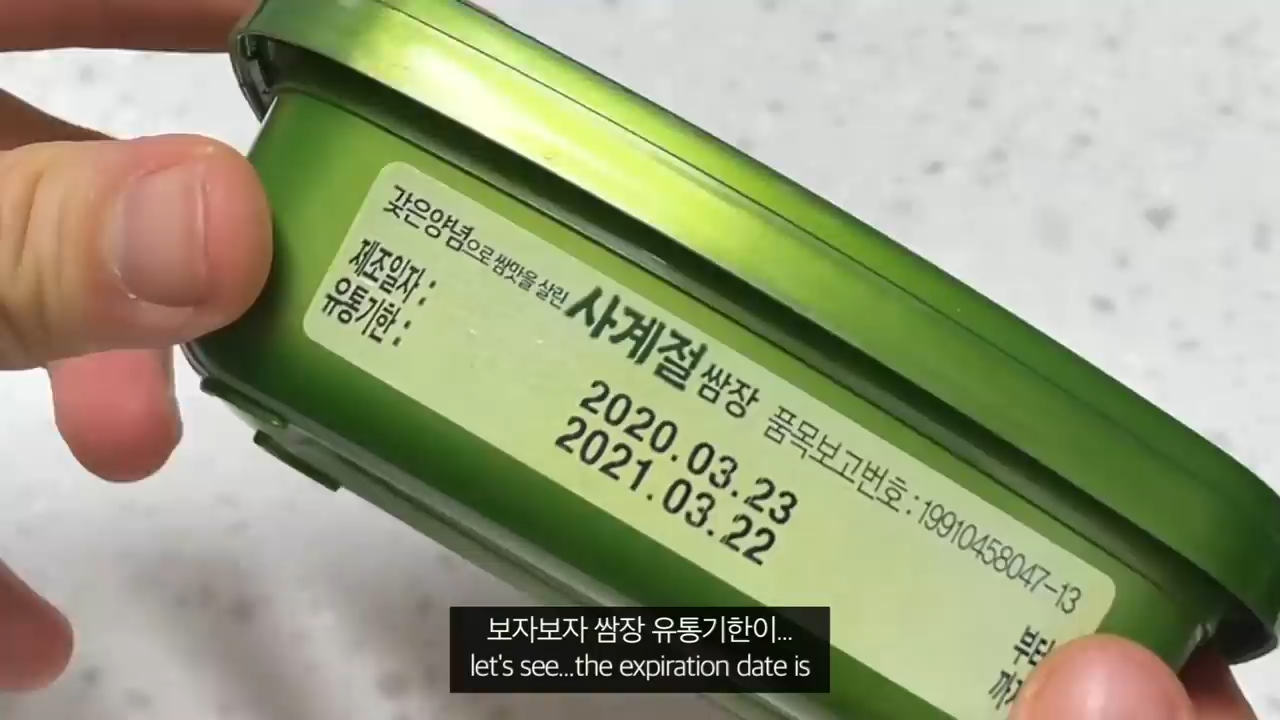 갖은양념으로 쌈맛을 살린 사계절쌈장 품목보고번호 : 19910458047-13
제조일자 : 2020.03.23
유통기한 : 2021.03.22
보자보자 쌈장 유통기한이...
let's see...the expiration date is